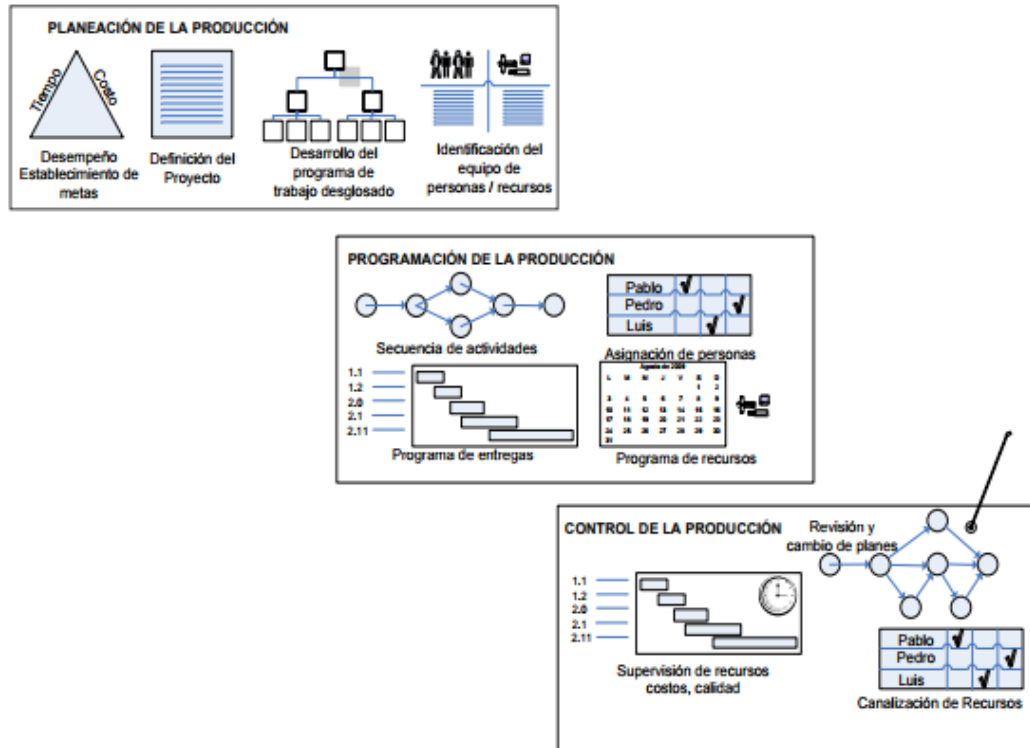 PLANEACIÓN DE LA PRODUCCIÓN
Tiempo
Costo
Desempeño
Establecimiento de
metas
Definición del
Proyecto
Desarrollo del
programa de
trabajo desglosado
Identificación del
equipo de
personas / recursos
PROGRAMACIÓN DE LA PRODUCCIÓN
Secuencia de actividades
Pablo
Pedro
Luis
Asignación de personas
1.1
1.2
2.0
2.1
2.11
Programa de entregas
Agosto de 2009
L M M J V S D
1 2
3 4 5 6 7 8 9
10 11 12 13 14 15 16
17 18 19 20 21 22 23
24 25 26 27 28 29 30
31
Programa de recursos
CONTROL DE LA PRODUCCIÓN
Revisión y
cambio de planes
1.1
1.2
2.0
2.1
2.11
Supervisión de recursos
costos, calidad
Pablo
Pedro
Luis
Canalización de Recursos